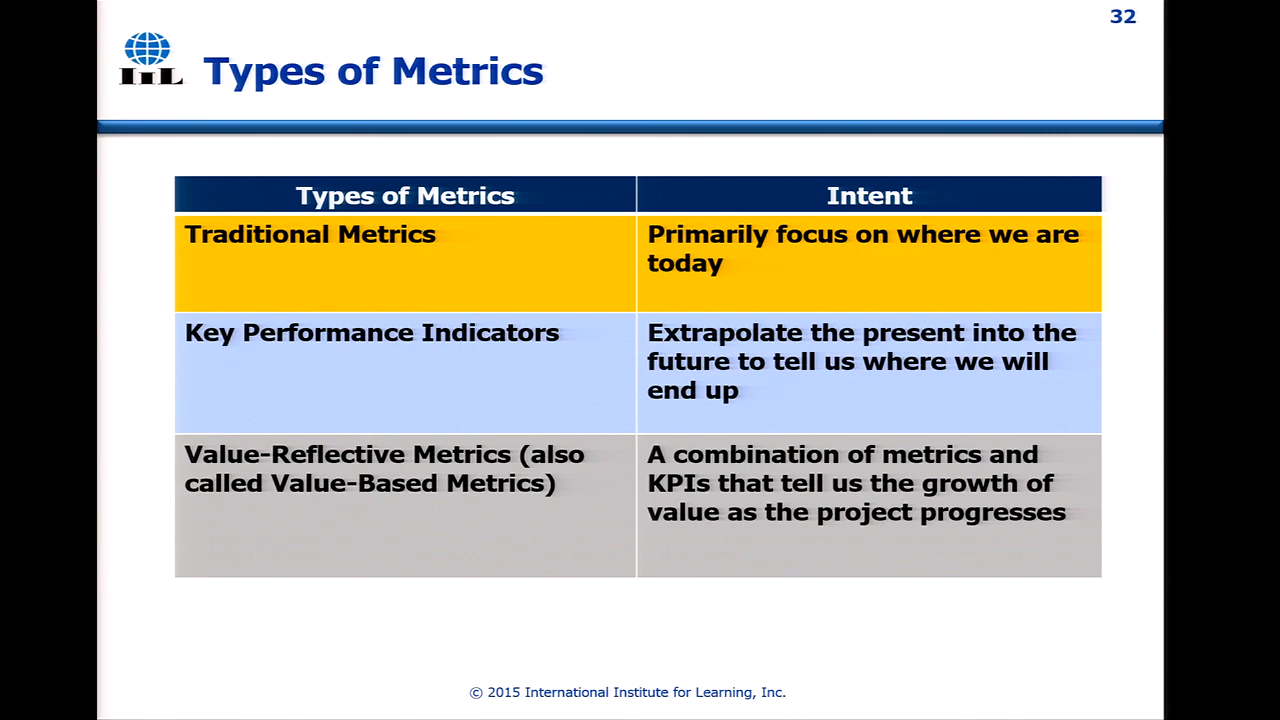 32
IIL
Types of Metrics
Types of Metrics
Intent
Traditional Metrics
Primarily focus on where we are
today
Key Performance Indicators
Extrapolate the present into the
future to tell us where we will
end up
Value-Reflective Metrics (also
called Value-Based Metrics)
A combination of metrics and
KPIs that tell us the growth of
value as the project progresses
© 2015 International Institute for Learning, Inc.